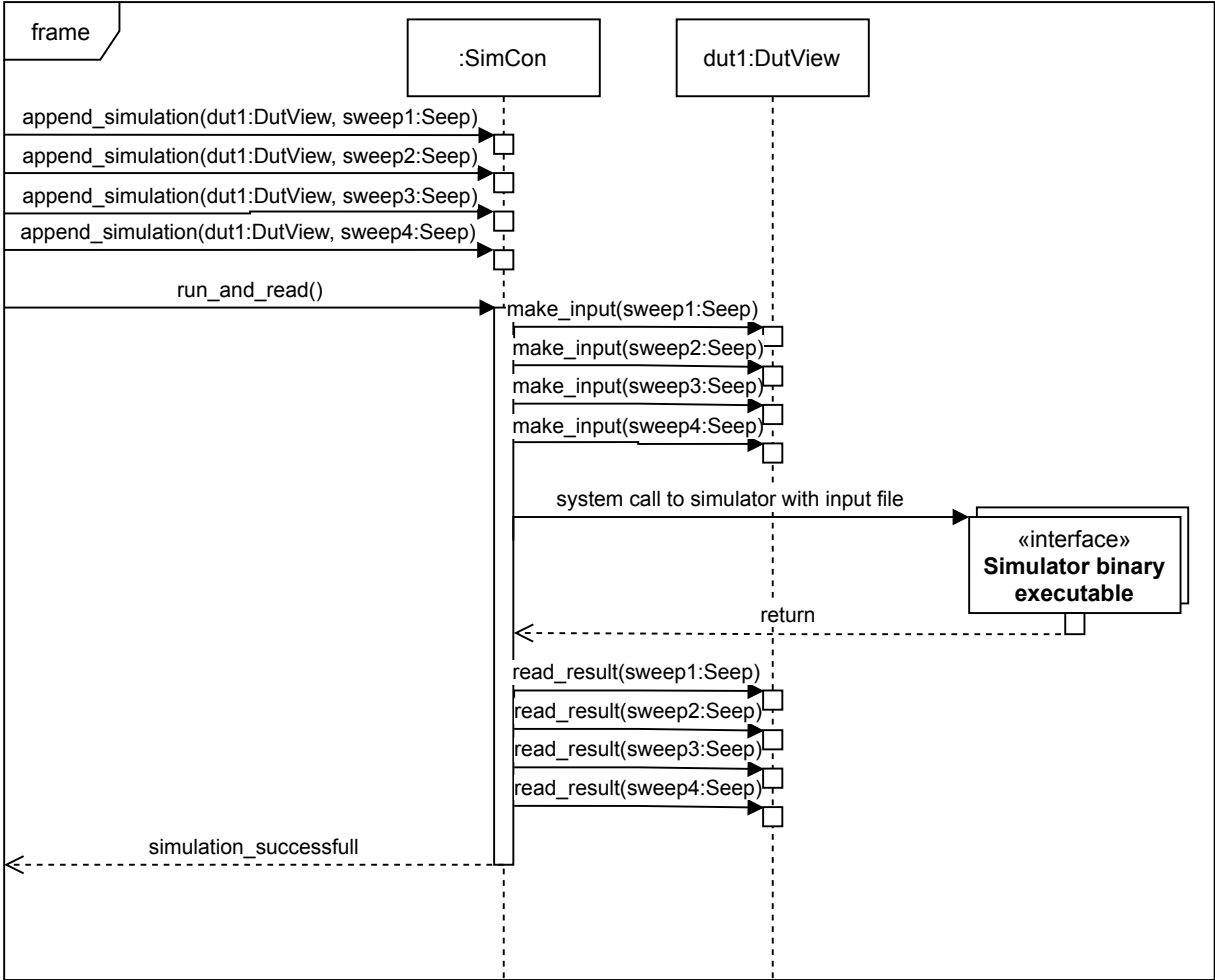 frame
:SimCon
dut1:DutView
append_simulation(dut1:DutView, sweep1:Seep)
append_simulation(dut1:DutView, sweep2:Seep)
append_simulation(dut1:DutView, sweep3:Seep)
append_simulation(dut1:DutView, sweep4:Seep)
run_and_read()
make_input(sweep1:Seep)
make_input(sweep2:Seep)
make_input(sweep3:Seep)
make_input(sweep4:Seep)
system call to simulator with input file
«interface»
Simulator binary
executable
return
read_result(sweep1:Seep)
read_result(sweep2:Seep)
read_result(sweep3:Seep)
read_result(sweep4:Seep)
simulation_successfull